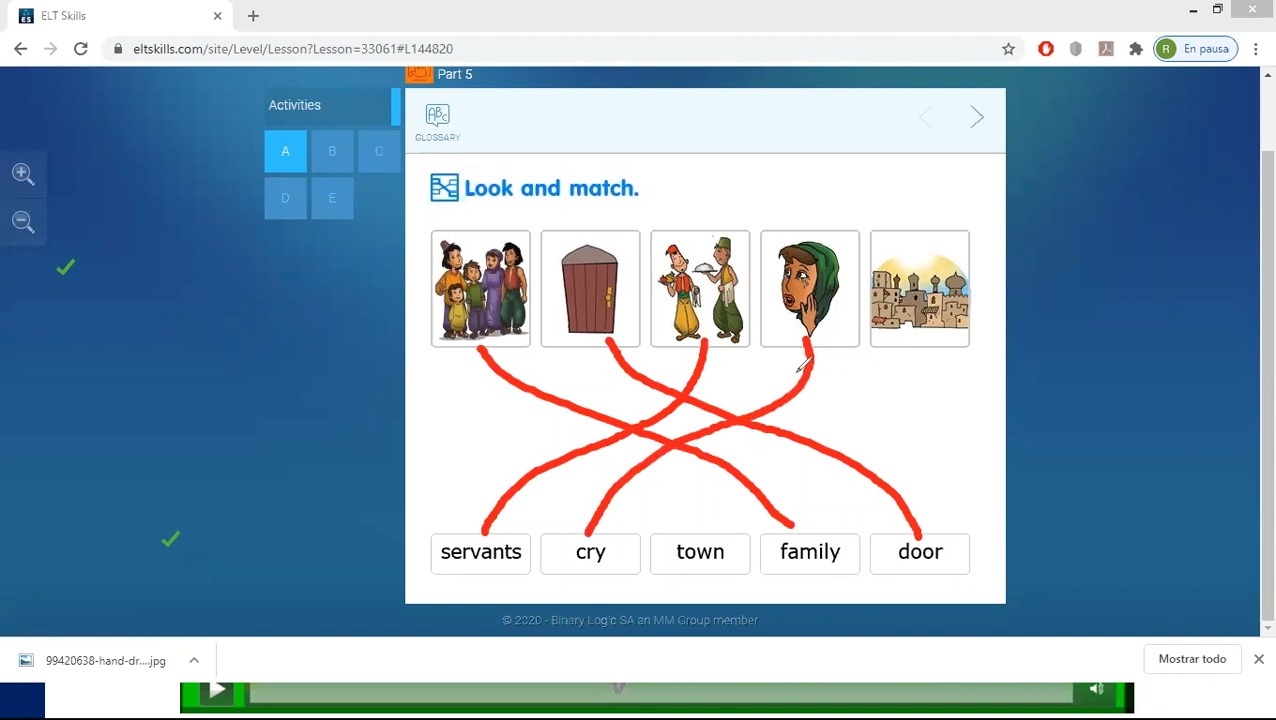 ELT Skills
eltskills.com/site/Level/Lesson?Lesson=33061#L144820
R
En pausa
Part 5
Activities
A
B
C
D
E
ABC
GLOSSARY
Look and match.
servants
cry
town
family
door
© 2020 - Binary Logic SA an MM Group member
99420638-hand-dr....jpg
Mostrar todo